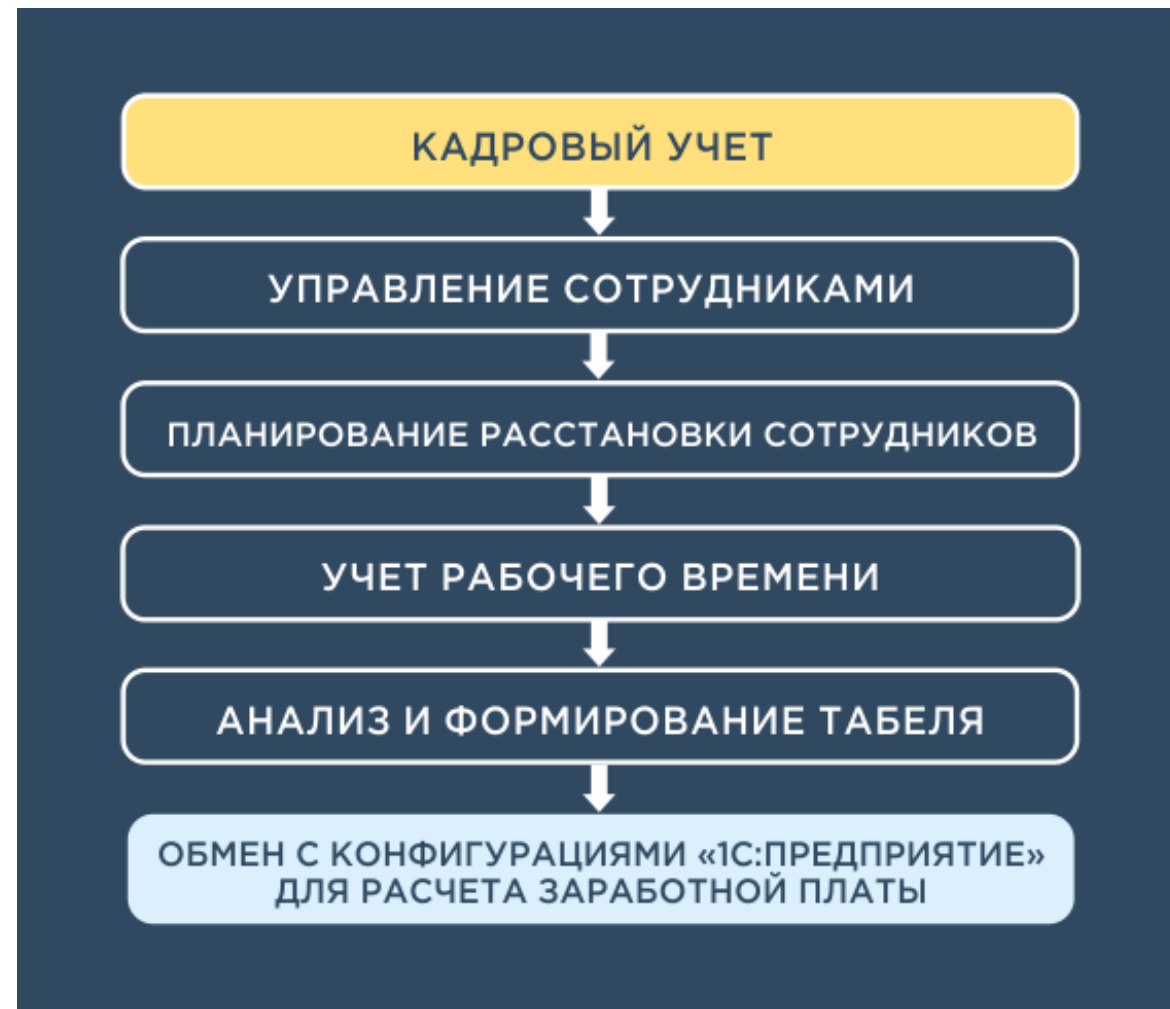 КАДРОВЫЙ УЧЕТ
УПРАВЛЕНИЕ СОТРУДНИКАМИ
ПЛАНИРОВАНИЕ РАССТАНОВКИ СОТРУДНИКОВ
УЧЕТ РАБОЧЕГО ВРЕМЕНИ
АНАЛИЗ И ФОРМИРОВАНИЕ ТАБЕЛЯ
ОБМЕН С КОНФИГУРАЦИЯМИ «1С:ПРЕДПРИЯТИЕ»
ДЛЯ РАСЧЕТА ЗАРАБОТНОЙ ПЛАТЫ